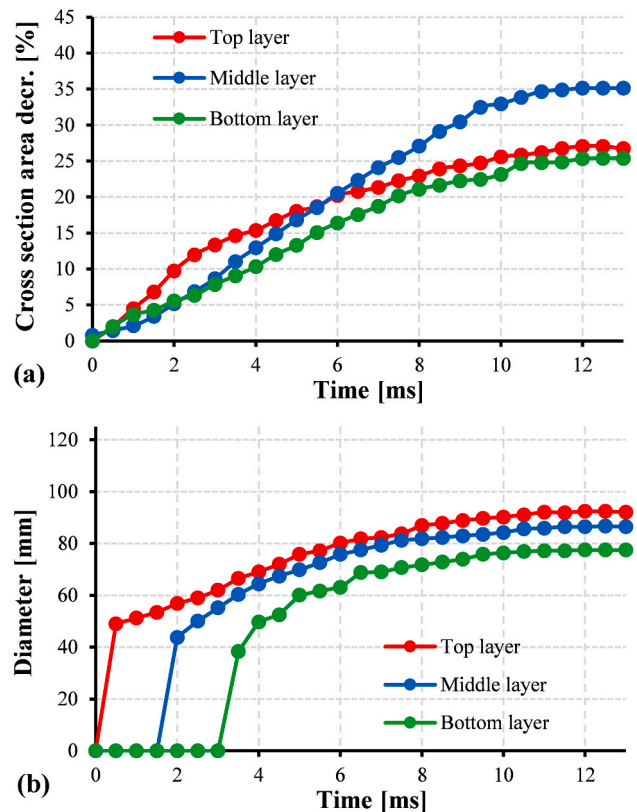 45
40
35
30
25
20
15
10
5
0
Cross section area decr. [%]
Top layer
Middle layer
Bottom layer
0 2 4 6 8 10 12
Time [ms]
(a)
120
100
80
60
40
20
0
Diameter [mm]
Top layer
Middle layer
Bottom layer
0 2 4 6 8 10 12
Time [ms]
(b)